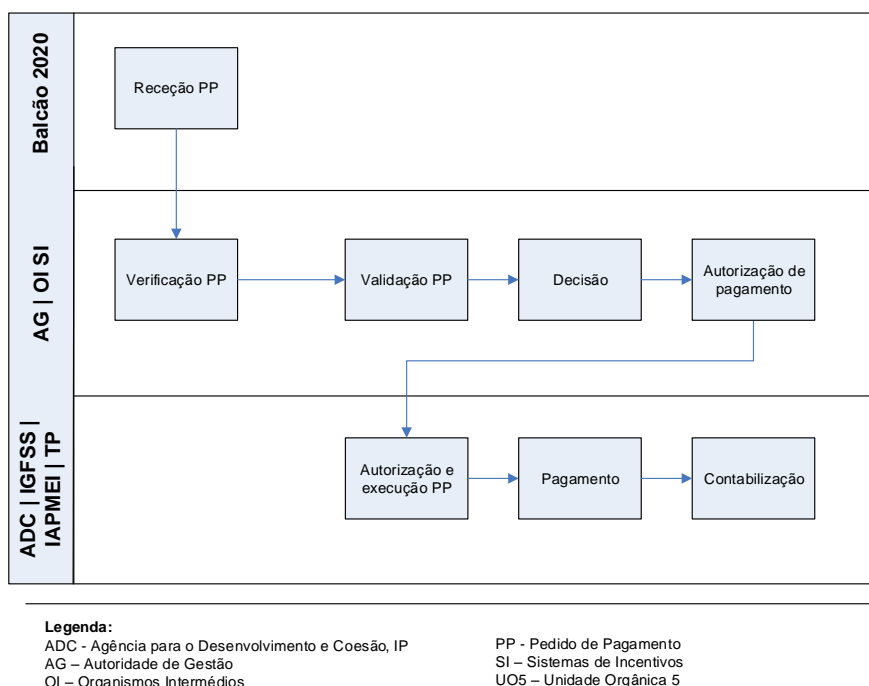 Balcão 2020
Receção PP
AG | OI SI
Verificação PP
Validação PP
Decisão
Autorização de
pagamento
ADC | IGFSS |
IAPMEI | TP
Autorização e
execução PP
Pagamento
Contabilização
Legenda:
ADC - Agência para o Desenvolvimento e Coesão, IP
AG – Autoridade de Gestão
OI – Organismos Intermédios
PP - Pedido de Pagamento
SI – Sistemas de Incentivos
UO5 – Unidade Orgânica 5